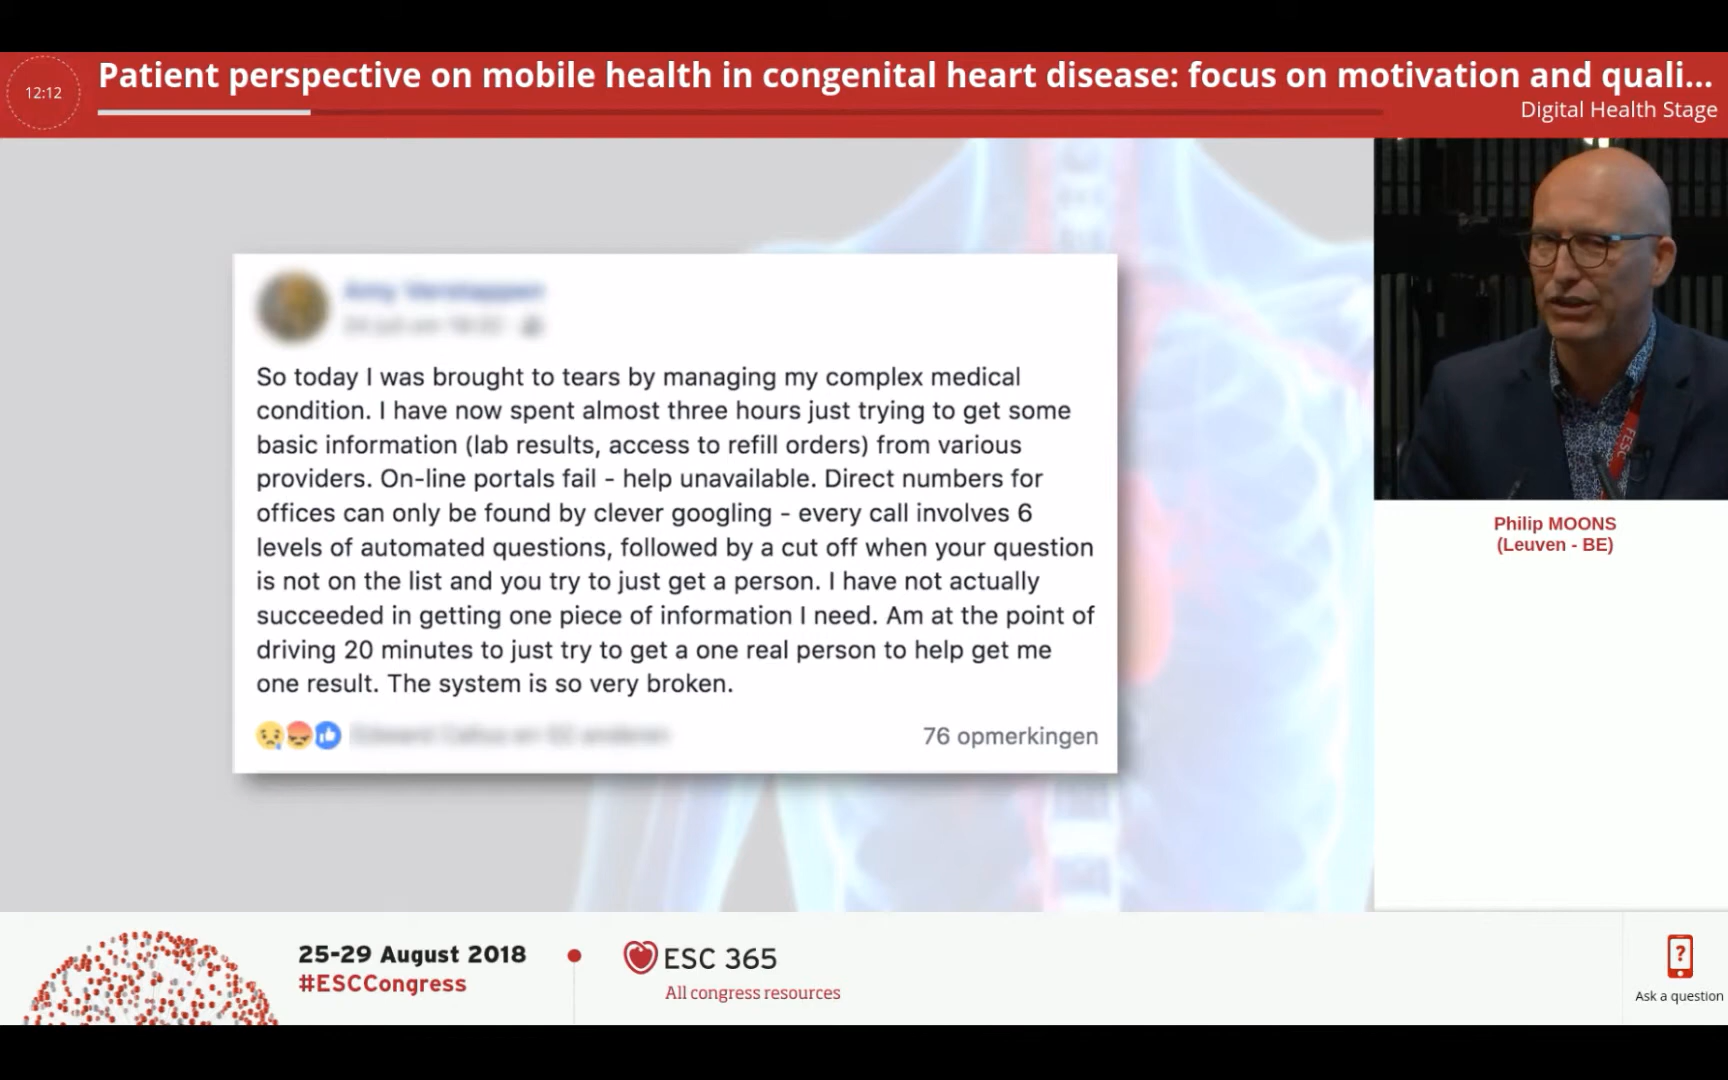 12:12
Patient perspective on mobile health in congenital heart disease: focus on motivation and quali...
Digital Health Stage
So today I was brought to tears by managing my complex medical
condition. I have now spent almost three hours just trying to get some
basic information (lab results, access to refill orders) from various
providers. On-line portals fail - help unavailable. Direct numbers for
offices can only be found by clever googling - every call involves 6
levels of automated questions, followed by a cut off when your question
is not on the list and you try to just get a person. I have not actually
succeeded in getting one piece of information I need. Am at the point of
driving 20 minutes to just try to get a one real person to help get me
one result. The system is so very broken.
76 opmerkingen
FESC
Philip MOONS
(Leuven - BE)
25-29 August 2018
#ESCCongress
ESC 365
All congress resources
?
Ask a question